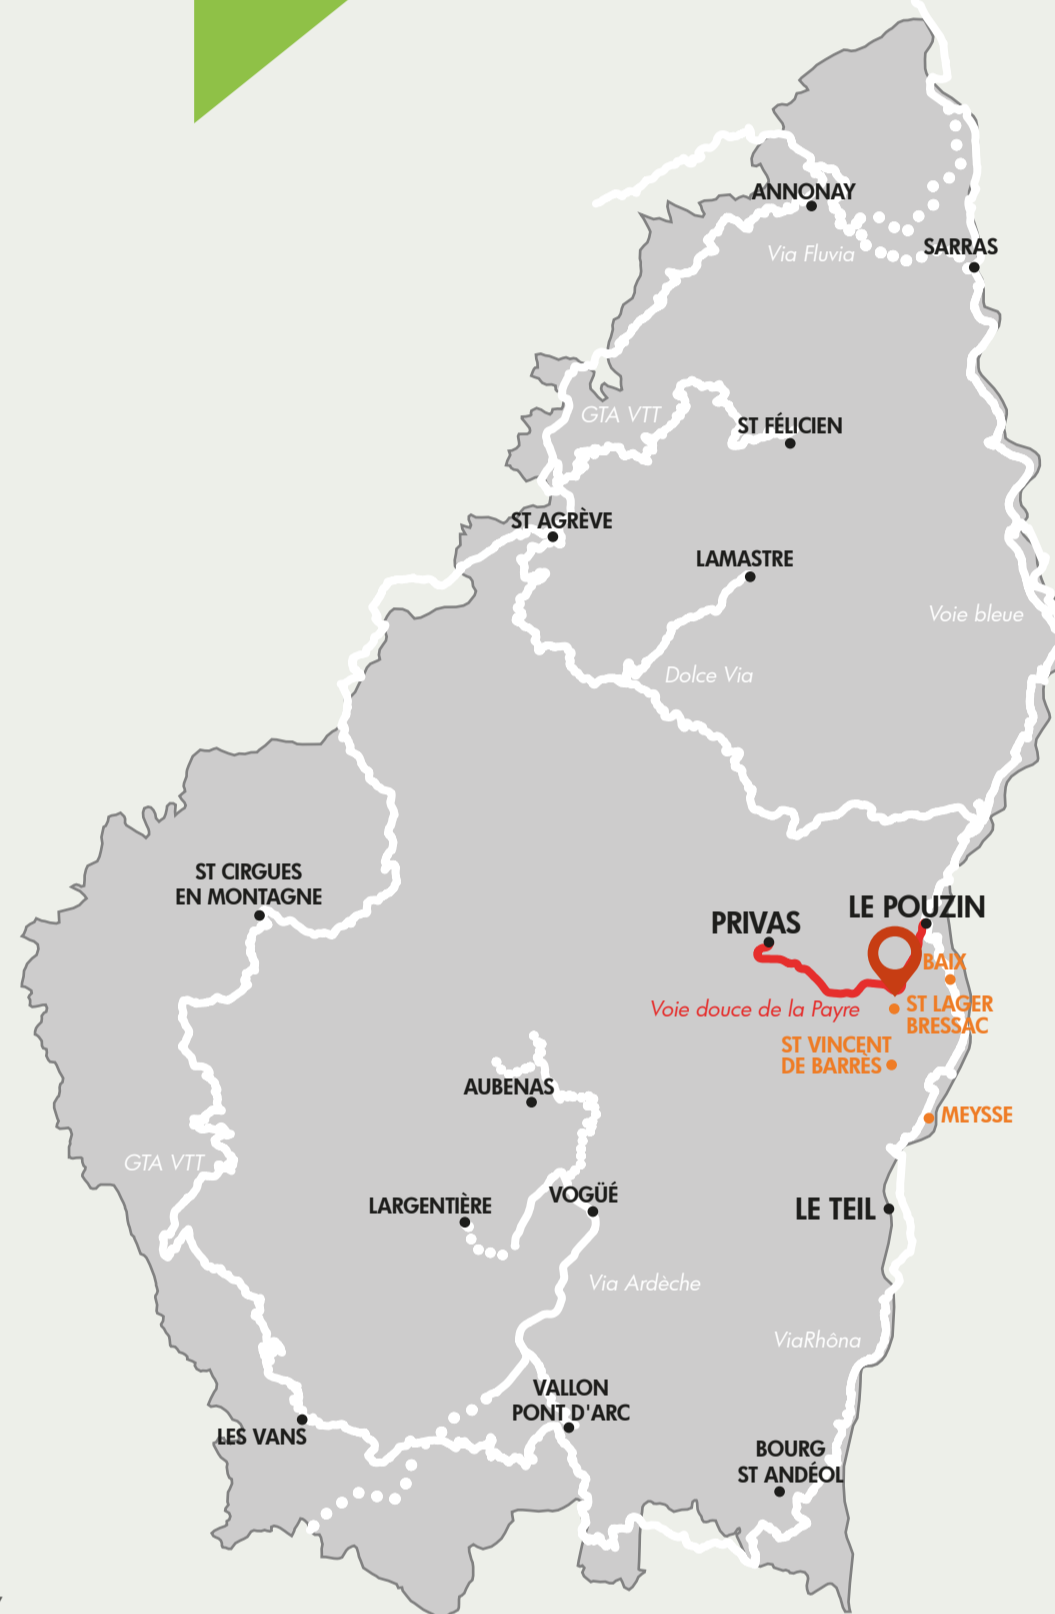 ANNONAY
Via Fluvia
SARRAS
GTA VTT
ST FÉLICIEN
ST AGRÈVE
LAMASTRE
Voie bleue
Dolce Via
ST CIRGUES
EN MONTAGNE
PRIVAS
LE POUZIN
BAIX
Voie douce de la Payre
ST LAGER
BRESSAC
ST VINCENT
DE BARRÈS
AUBENAS
MEYSSE
GTA VTT
LARGENTIÈRE
VOGÜÉ
LE TEIL
Via Ardèche
ViaRhôna
VALLON
PONT D'ARC
LES VANS
BOURG
ST ANDÉOL